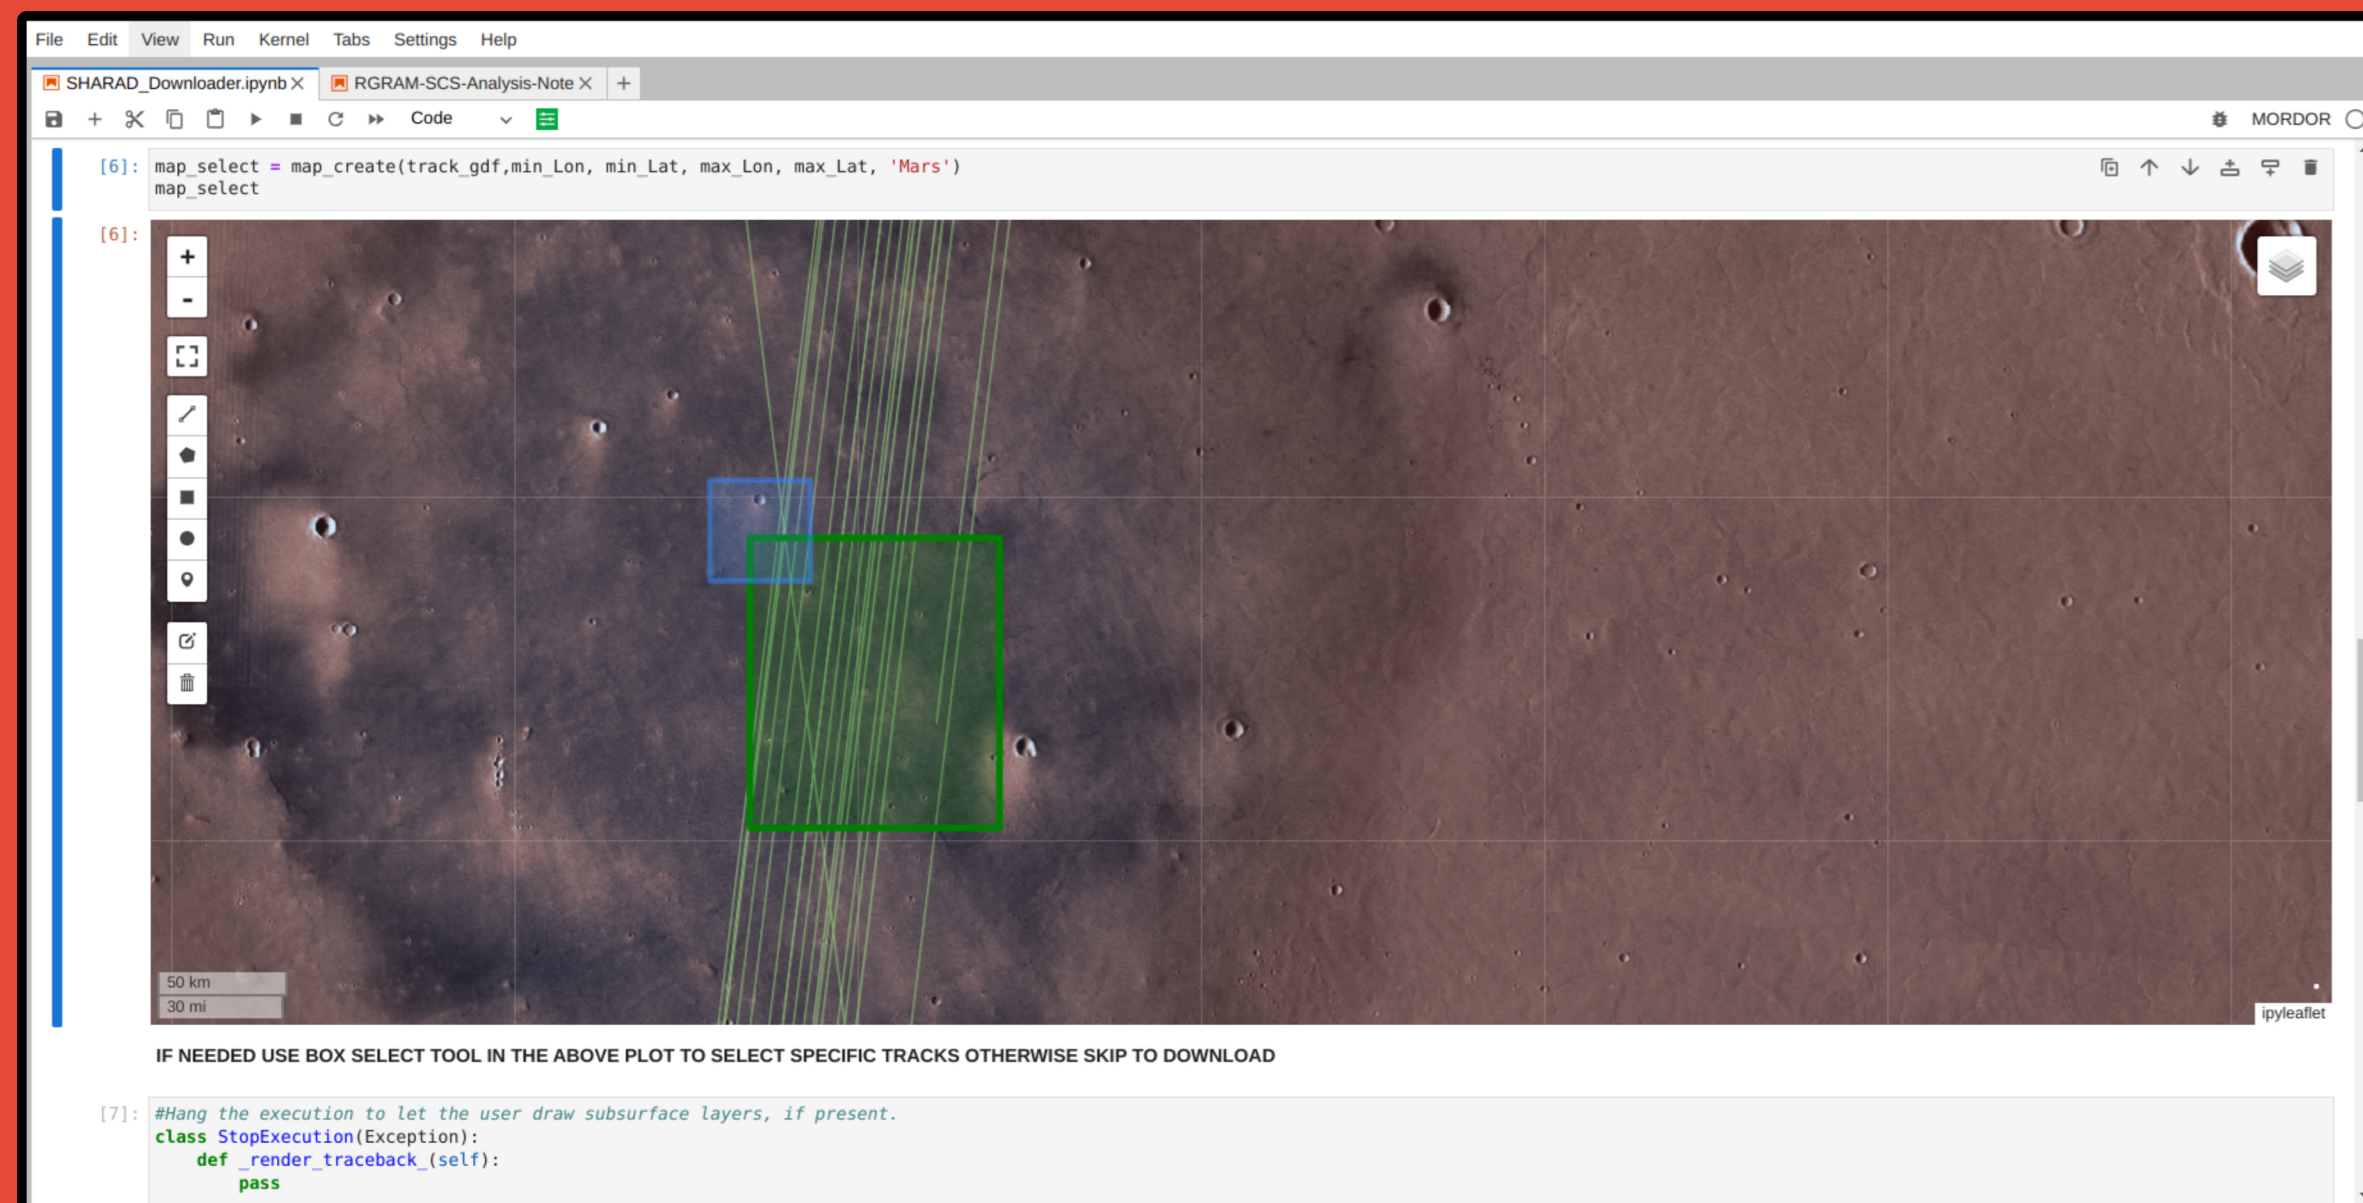 File Edit View Run Kernel Tabs Settings Help
SHARAD_Downloader.ipynb RGRAM-SCS-Analysis-Note
Code MORDOR
[6]: map_select = map_create(track_gdf,min_Lon, min_Lat, max_Lon, max_Lat, 'Mars')
map_select
[6]:
+
-
50 km
30 mi
ipyleaflet
IF NEEDED USE BOX SELECT TOOL IN THE ABOVE PLOT TO SELECT SPECIFIC TRACKS OTHERWISE SKIP TO DOWNLOAD
[7]: #Hang the execution to let the user draw subsurface layers, if present.
class StopExecution(Exception):
    def _render_traceback_(self):
        pass